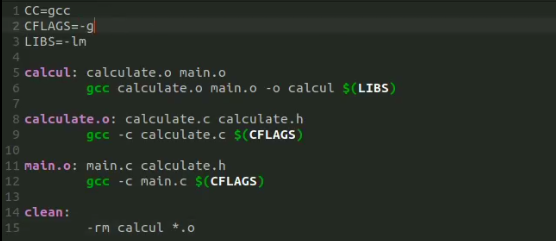 1 CC=gcc
2 CFLAGS=-g
3 LIBS=-lm
4
5 calcul: calculate.o main.o
6         gcc calculate.o main.o -o calcul $(LIBS)
7
8 calculate.o: calculate.c calculate.h
9         gcc -c calculate.c $(CFLAGS)
10
11 main.o: main.c calculate.h
12         gcc -c main.c $(CFLAGS)
13
14 clean:
15         -rm calcul *.o